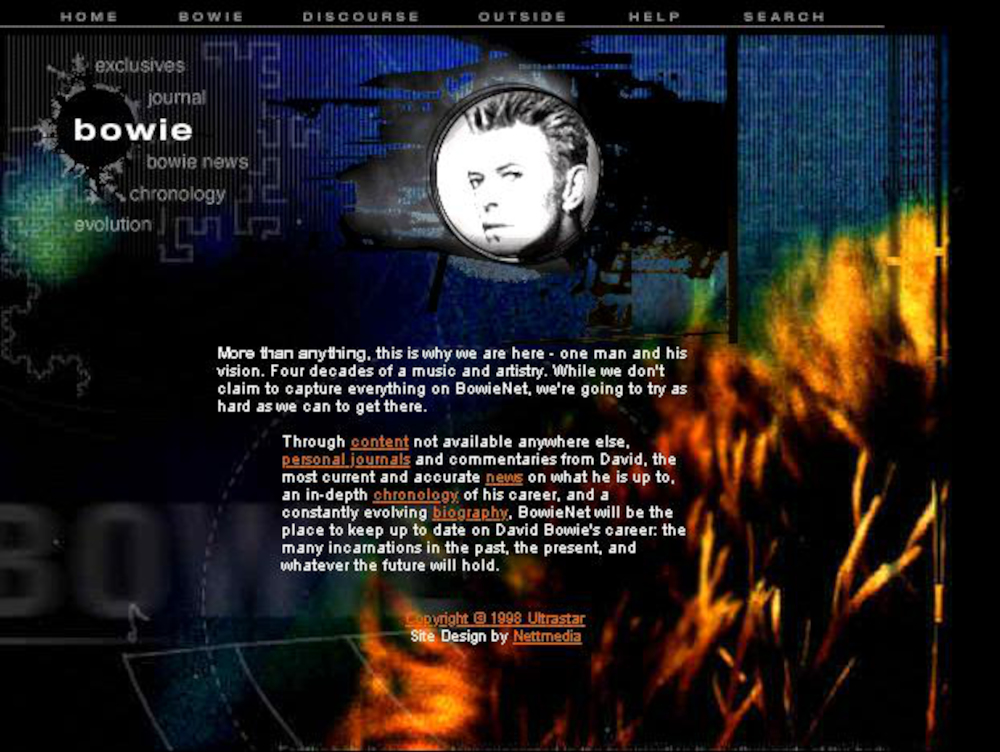 HOME BOWIE DISCOURSE OUTSIDE HELP SEARCH
exclusives
journal
bowie
bowie news
chronology
evolution
More than anything, this is why we are here - one man and his
vision. Four decades of a music and artistry. While we don't
claim to capture everything on BowieNet, we're going to try as
hard as we can to get there.
Through content not available anywhere else,
personal journals and commentaries from David, the
most current and accurate news on what he is up to,
an in-depth chronology of his career, and a
constantly evolving biography, BowieNet will be the
place to keep up to date on David Bowie's career: the
many incarnations in the past, the present, and
whatever the future will hold.
BOWIE
Copyright © 1998 Ultrastar
Site Design by Nettmedia